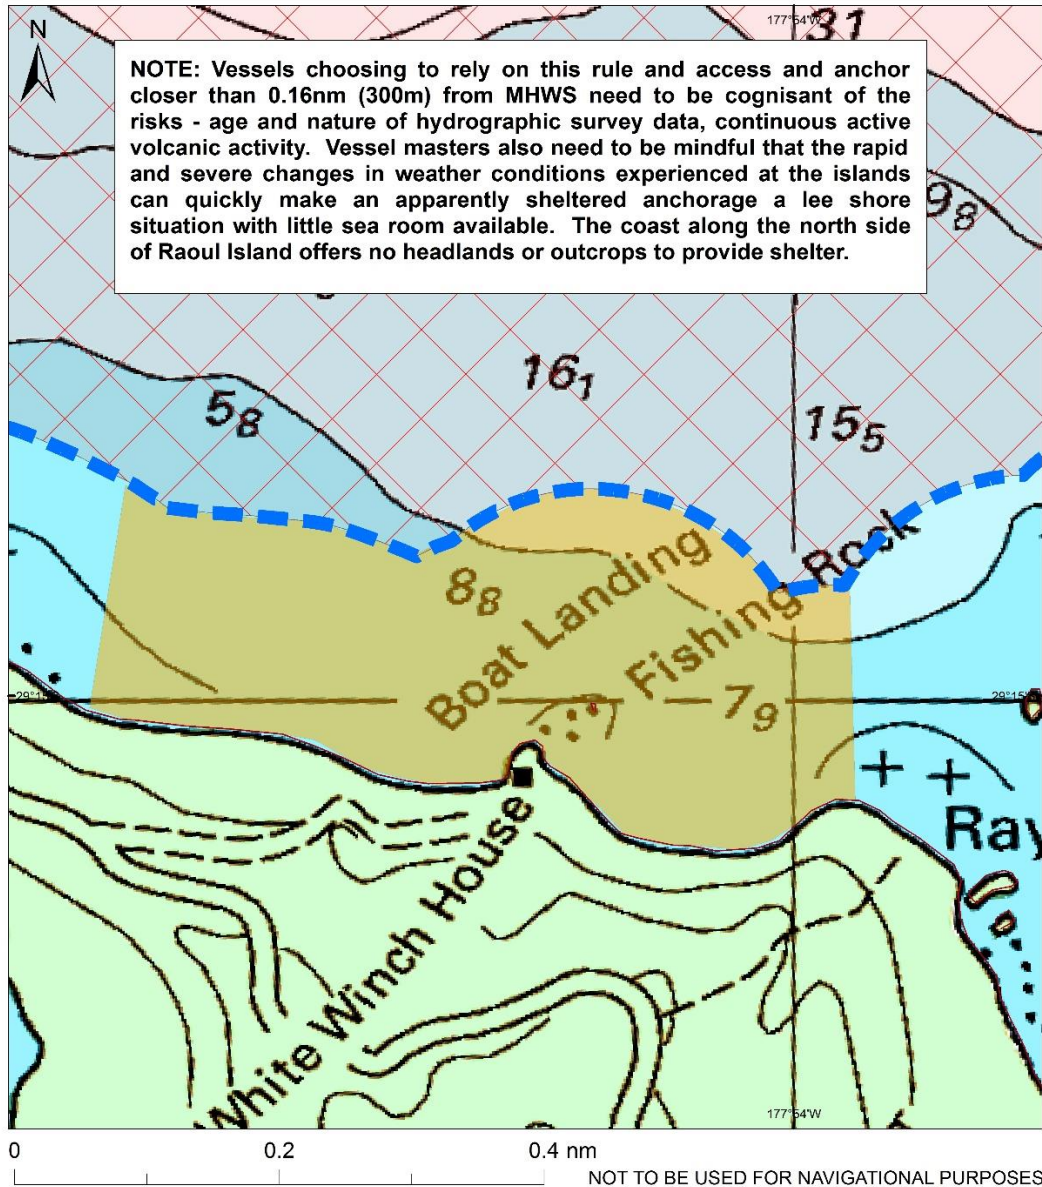 177°54'W
N
31
NOTE: Vessels choosing to rely on this rule and access and anchor
closer than 0.16nm (300m) from MHWS need to be cognisant of the
risks - age and nature of hydrographic survey data, continuous active
volcanic activity. Vessel masters also need to be mindful that the rapid
and severe changes in weather conditions experienced at the islands
can quickly make an apparently sheltered anchorage a lee shore
situation with little sea room available. The coast along the north side
of Raoul Island offers no headlands or outcrops to provide shelter.
98
161
58
155
88
Boat Landing
Fishing Rock
79
29°15'
29°15'
Ray
White Winch House
177°54'W
0 0.2 0.4 nm
NOT TO BE USED FOR NAVIGATIONAL PURPOSES